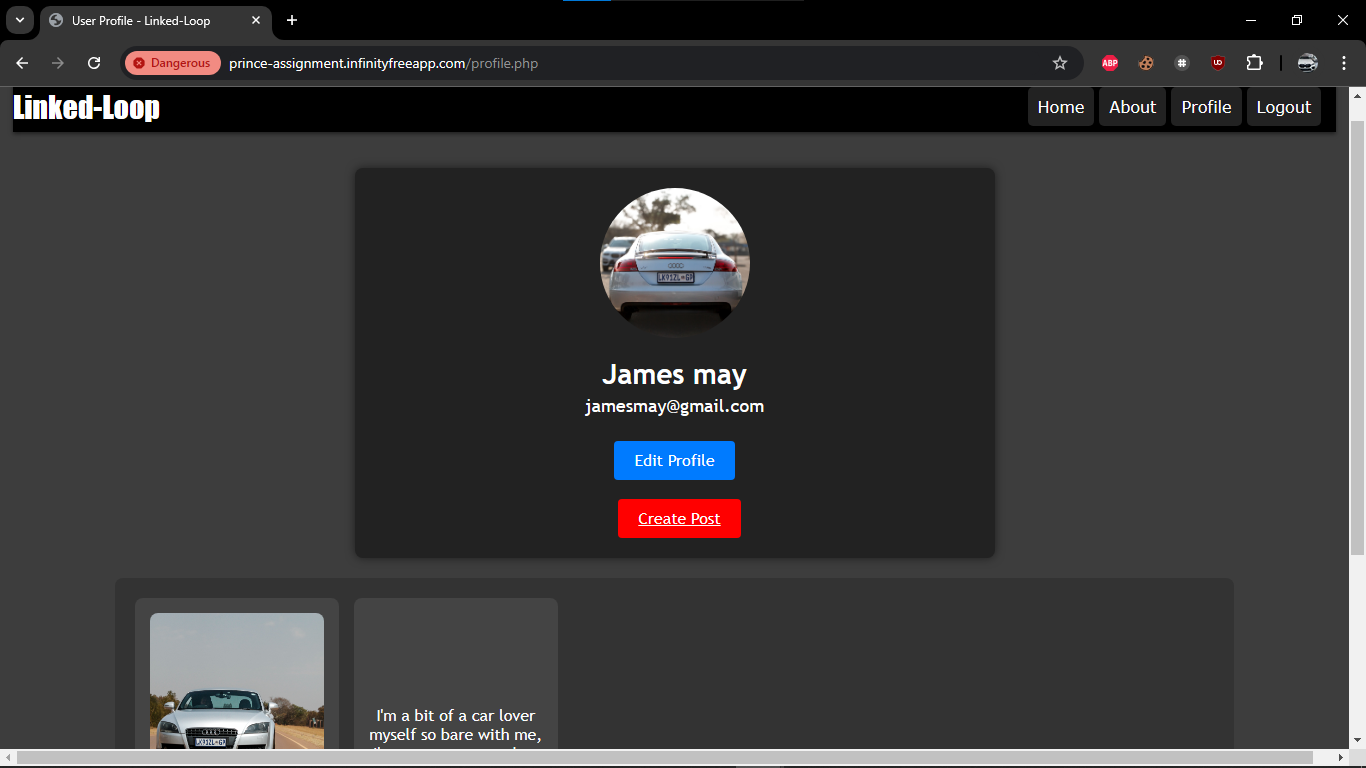 User Profile - Linked-Loop
Dangerous
prince-assignment.infinityfreeapp.com/profile.php
ABP
Linked-Loop
Home
About
Profile
Logout
James may
jamesmay@gmail.com
Edit Profile
Create Post
I'm a bit of a car lover
myself so bare with me,